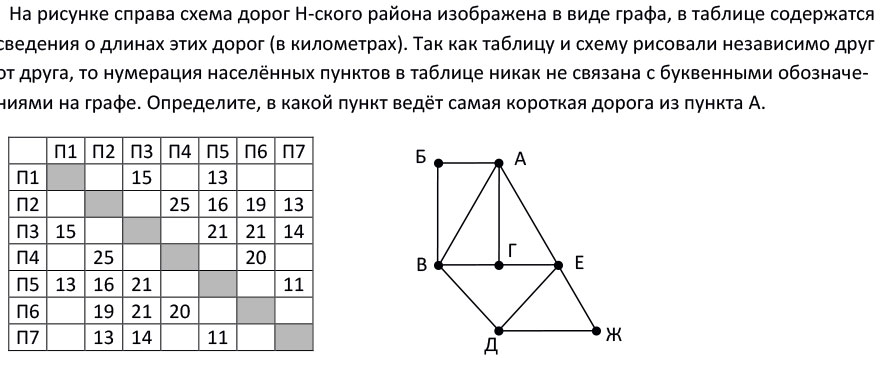 На рисунке справа схема дорог Н-ского района изображена в виде графа, в таблице содержатся
сведения о длинах этих дорог (в километрах). Так как таблицу и схему рисовали независимо друг
от друга, то нумерация населённых пунктов в таблице никак не связана с буквенными обозначе-
ниями на графе. Определите, в какой пункт ведёт самая короткая дорога из пункта А.
П1 П2 П3 П4 П5 П6 П7
П1 15 13
П2 25 16 19 13
П3 15 21 21 14
П4 25 20
П5 13 16 21 11
П6 19 21 20
П7 13 14 11
Б А
В Г Е
Д Ж